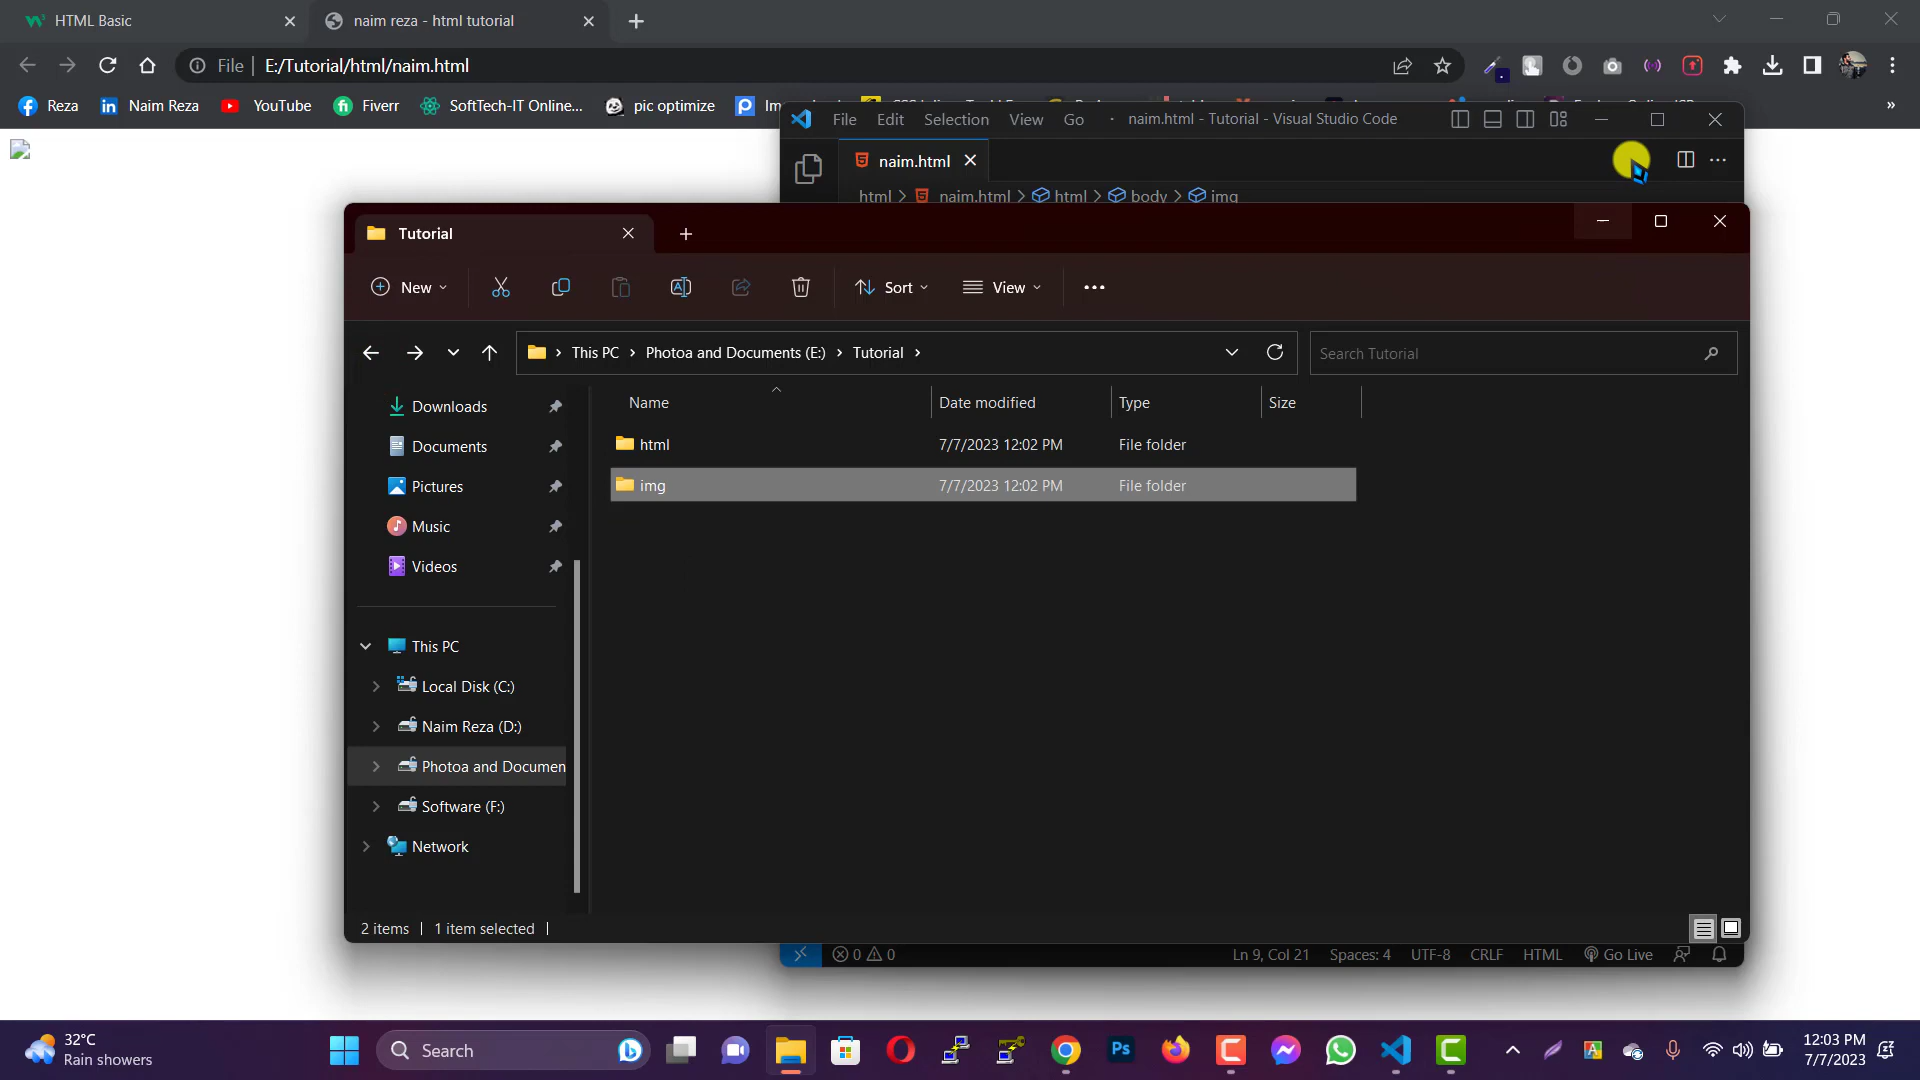 HTML Basic
naim reza - html tutorial
File
E:/Tutorial/html/naim.html
Reza
Naim Reza
YouTube
Fiverr
SoftTech-IT Online...
pic optimize
File Edit Selection View Go
naim.html - Tutorial - Visual Studio Code
naim.html
html > naim.html > html > body > img
Tutorial
New
Sort
View
This PC > Photoa and Documents (E:) > Tutorial >
Search Tutorial
Name Date modified Type Size
html 7/7/2023 12:02 PM File folder
img 7/7/2023 12:02 PM File folder
Downloads
Documents
Pictures
Music
Videos
This PC
Local Disk (C:)
Naim Reza (D:)
Photoa and Documen
Software (F:)
Network
2 items 1 item selected
0 0
Ln 9, Col 21 Spaces: 4 UTF-8 CRLF HTML Go Live
32°C
Rain showers
Search
Ps
12:03 PM
7/7/2023